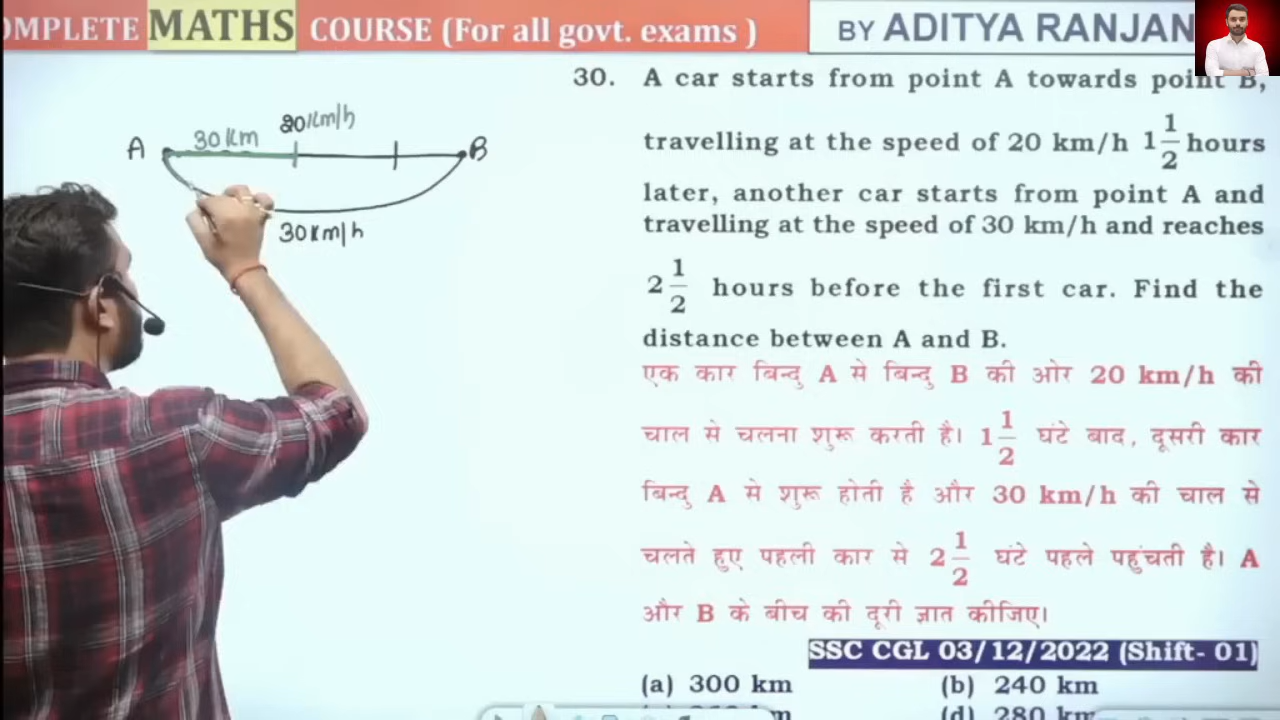 OMPLETE MATHS COURSE (For all govt. exams )
BY ADITYA RANJAN
30. A car starts from point A towards point B,
travelling at the speed of 20 km/h 1 1/2 hours
later, another car starts from point A and
travelling at the speed of 30 km/h and reaches
2 1/2 hours before the first car. Find the
distance between A and B.
एक कार बिन्दु A से बिन्दु B की ओर 20 km/h की
चाल से चलना शुरू करती है। 1 1/2 घंटे बाद, दूसरी कार
बिन्दु A से शुरू होती है और 30 km/h की चाल से
चलते हुए पहली कार से 2 1/2 घंटे पहले पहुंचती है। A
और B के बीच की दूरी ज्ञात कीजिए।
SSC CGL 03/12/2022 (Shift- 01)
(a) 300 km (b) 240 km
(d) 280 km
A 30 Km 20 Km/h B
30 Km/h